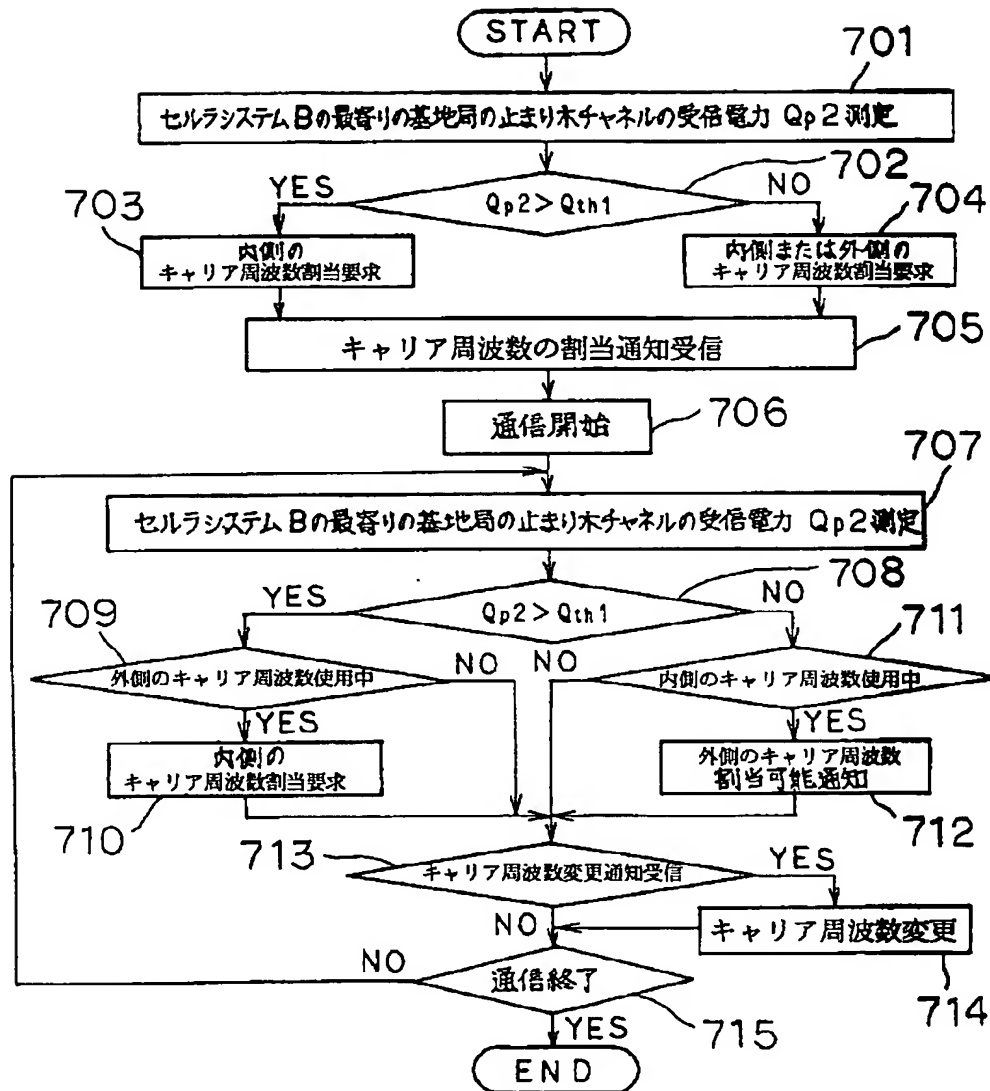 START
701
セルラシステムBの最寄りの基地局の止まり木チャネルの受信電力 Qp2 測定
702
YES
NO
Qp2>Qth1
703
704
内側の
キャリア周波数割当要求
内側または外側の
キャリア周波数割当要求
705
キャリア周波数の割当通知受信
706
通信開始
707
セルラシステムBの最寄りの基地局の止まり木チャネルの受信電力 Qp2測定
708
YES
NO
Qp2>Qth1
709
711
外側のキャリア周波数使用中
NO
NO
内側のキャリア周波数使用中
YES
YES
内側の
キャリア周波数割当要求
外側のキャリア周波数
割当可能通知
710
712
713
キャリア周波数変更通知受信
YES
NO
キャリア周波数変更
714
NO
通信終了
715
YES
END